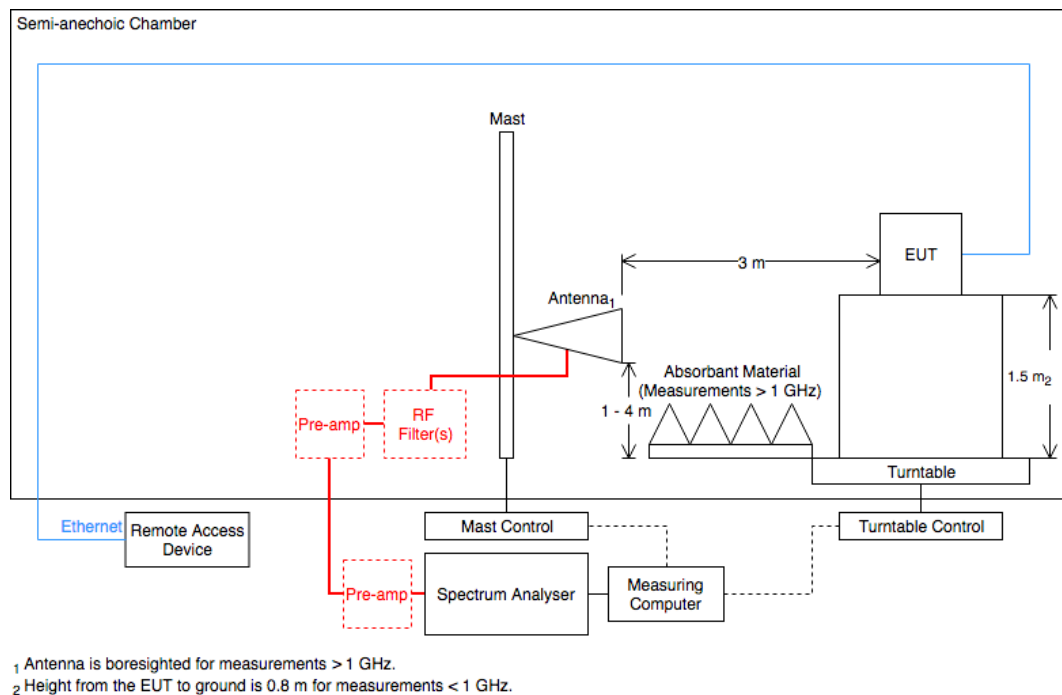 Semi-anechoic Chamber
Mast
EUT
3 m
Antenna1
Absorbant Material
(Measurements > 1 GHz)
1.5 m2
1 - 4 m
Pre-amp
RF
Filter(s)
Turntable
Ethernet
Remote Access
Device
Mast Control
Turntable Control
Pre-amp
Spectrum Analyser
Measuring
Computer
1 Antenna is boresighted for measurements > 1 GHz.
2 Height from the EUT to ground is 0.8 m for measurements < 1 GHz.